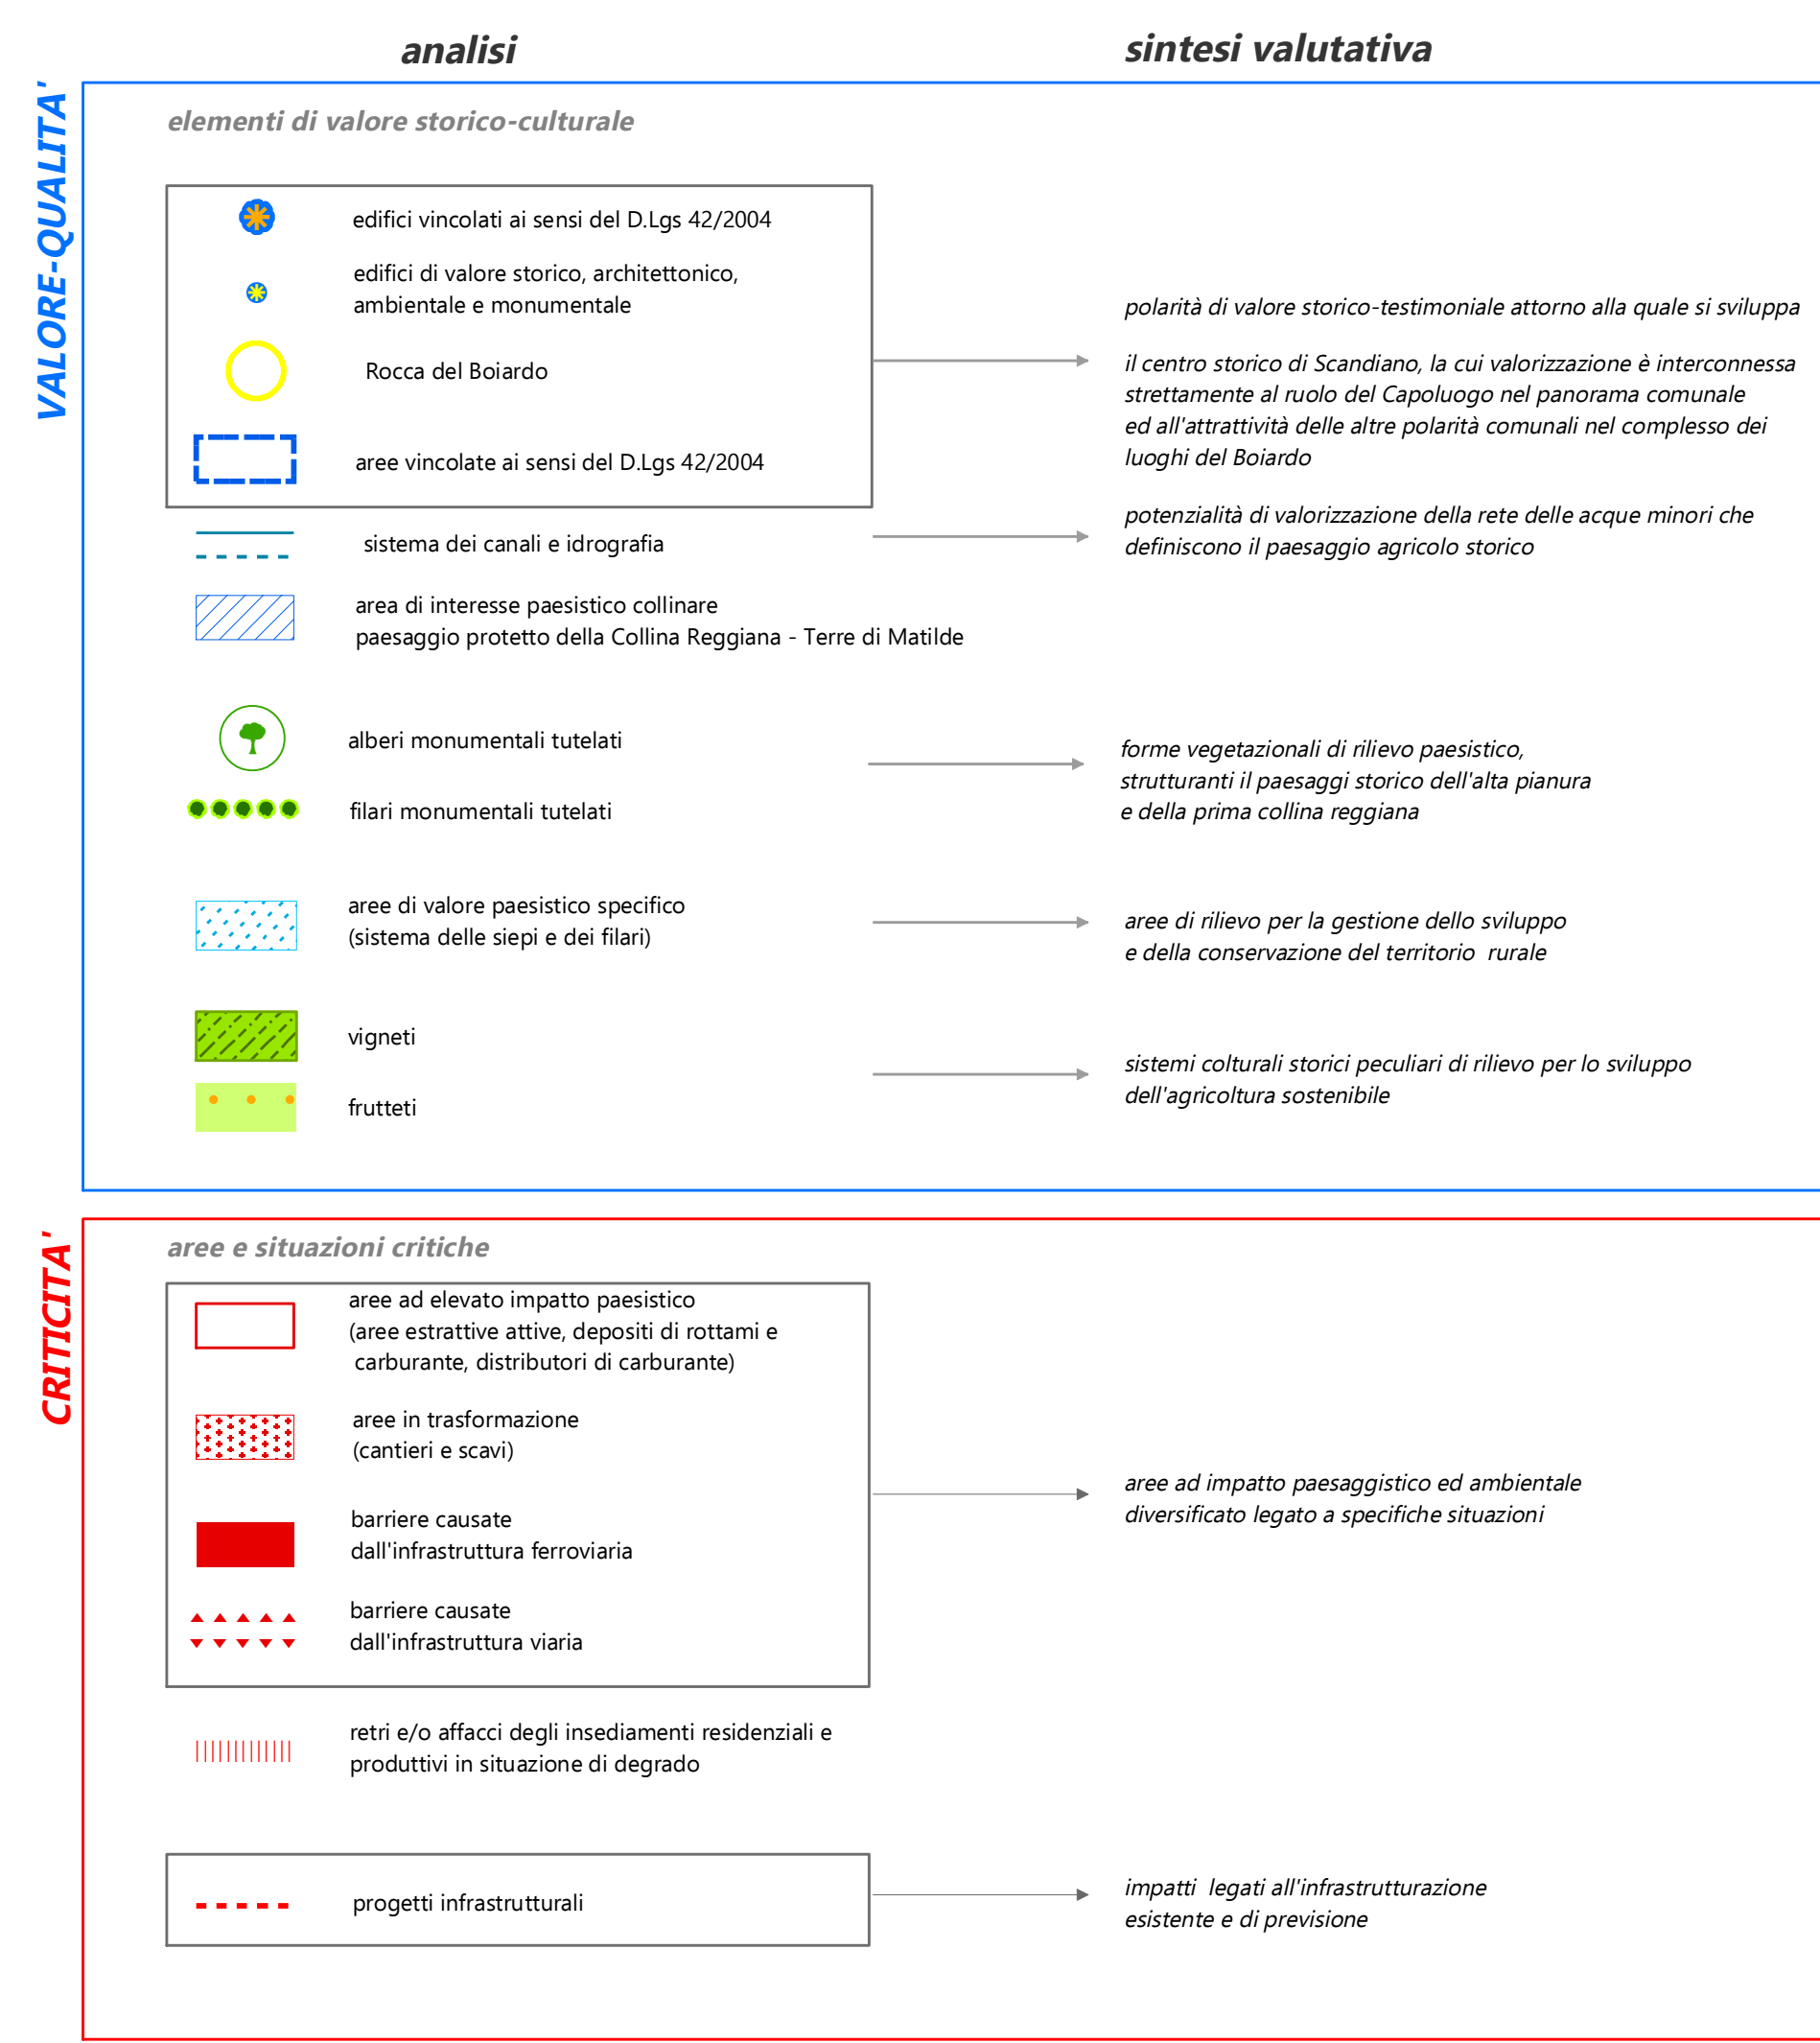 analisi
sintesi valutativa
VALORE-QUALITA'
elementi di valore storico-culturale
edifici vincolati ai sensi del D.Lgs 42/2004
edifici di valore storico, architettonico,
ambientale e monumentale
Rocca del Boiardo
aree vincolate ai sensi del D.Lgs 42/2004
polarità di valore storico-testimoniale attorno alla quale si sviluppa
il centro storico di Scandiano, la cui valorizzazione è interconnessa
strettamente al ruolo del Capoluogo nel panorama comunale
ed all'attrattività delle altre polarità comunali nel complesso dei
luoghi del Boiardo
sistema dei canali e idrografia
potenzialità di valorizzazione della rete delle acque minori che
definiscono il paesaggio agricolo storico
area di interesse paesistico collinare
paesaggio protetto della Collina Reggiana - Terre di Matilde
alberi monumentali tutelati
filari monumentali tutelati
forme vegetazionali di rilievo paesistico,
strutturanti il paesaggi storico dell'alta pianura
e della prima collina reggiana
aree di valore paesistico specifico
(sistema delle siepi e dei filari)
aree di rilievo per la gestione dello sviluppo
e della conservazione del territorio  rurale
vigneti
frutteti
sistemi colturali storici peculiari di rilievo per lo sviluppo
dell'agricoltura sostenibile
CRITICITA'
aree e situazioni critiche
aree ad elevato impatto paesistico
(aree estrattive attive, depositi di rottami e
carburante, distributori di carburante)
aree in trasformazione
(cantieri e scavi)
barriere causate
dall'infrastruttura ferroviaria
barriere causate
dall'infrastruttura viaria
aree ad impatto paesaggistico ed ambientale
diversificato legato a specifiche situazioni
retri e/o affacci degli insediamenti residenziali e
produttivi in situazione di degrado
progetti infrastrutturali
impatti  legati all'infrastrutturazione
esistente e di previsione